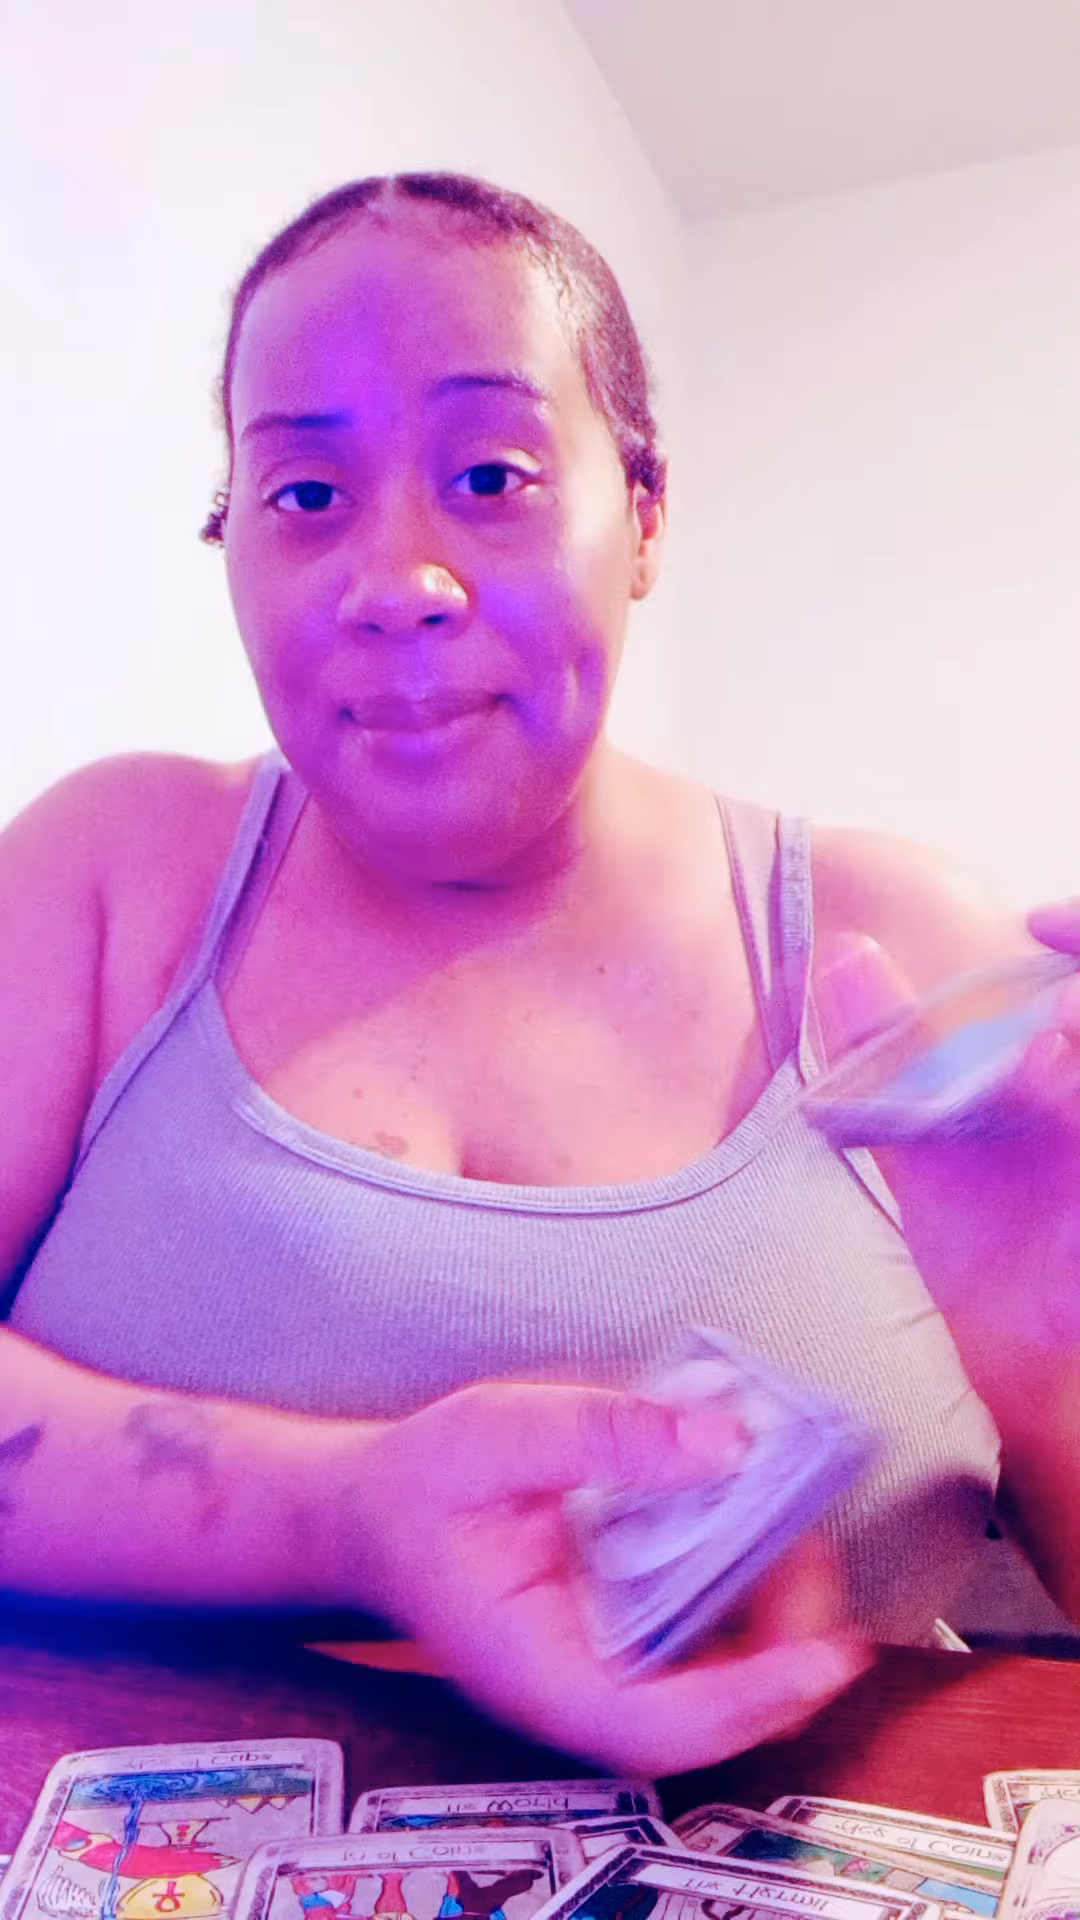 Ace of Cups
The World
10 of Coins
The Hermit
Ace of Coins